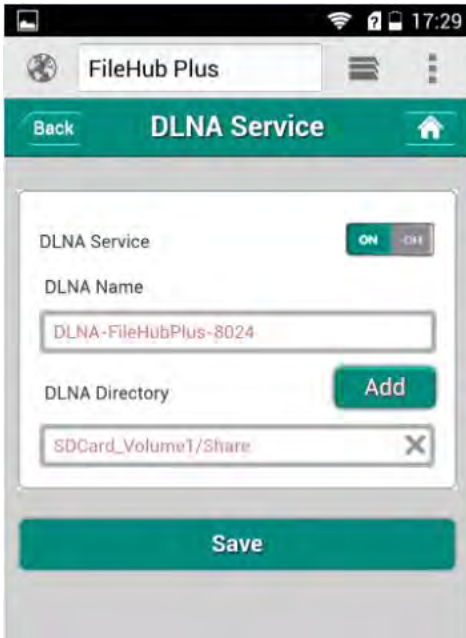 17:29
FileHub Plus
Back DLNA Service
DLNA Service ON OFF
DLNA Name
DLNA-FileHubPlus-8024
DLNA Directory Add
SDCard_Volume1/Share
Save